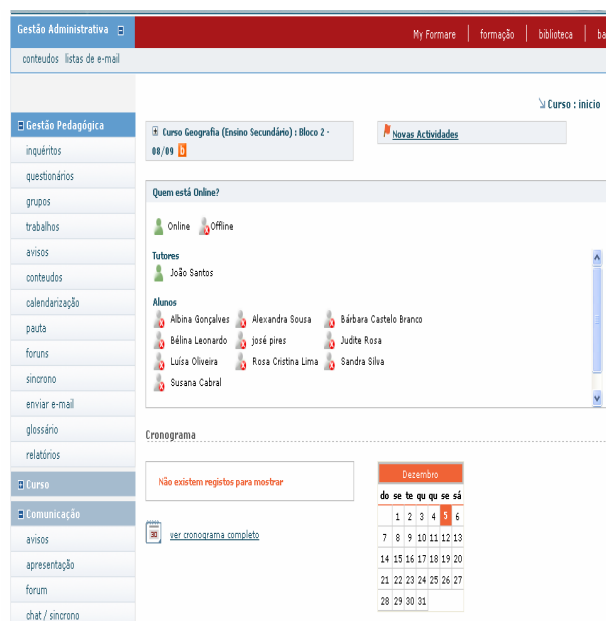 Gestão Administrativa
My Formare formação biblioteca
conteudos listas de e-mail
Curso : inicio
Gestão Pedagógica
inquéritos
questionários
grupos
trabalhos
avisos
conteudos
calendarização
pauta
foruns
sincrono
enviar e-mail
glossário
relatórios
Curso
Comunicação
avisos
apresentação
forum
chat / sincrono
Curso Geografia (Ensino Secundário) : Bloco 2 -
08/09 b
Novas Actividades
Quem está Online?
Online Offline
Tutores
João Santos
Alunos
Albina Gonçalves Alexandra Sousa Bárbara Castelo Branco
Bélina Leonardo josé pires Judite Rosa
Luísa Oliveira Rosa Cristina Lima Sandra Silva
Susana Cabral
Cronograma
Não existem registos para mostrar
30 ver cronograma completo
Dezembro
do se te qu qu se sá
1 2 3 4 5 6
7 8 9 10 11 12 13
14 15 16 17 18 19 20
21 22 23 24 25 26 27
28 29 30 31